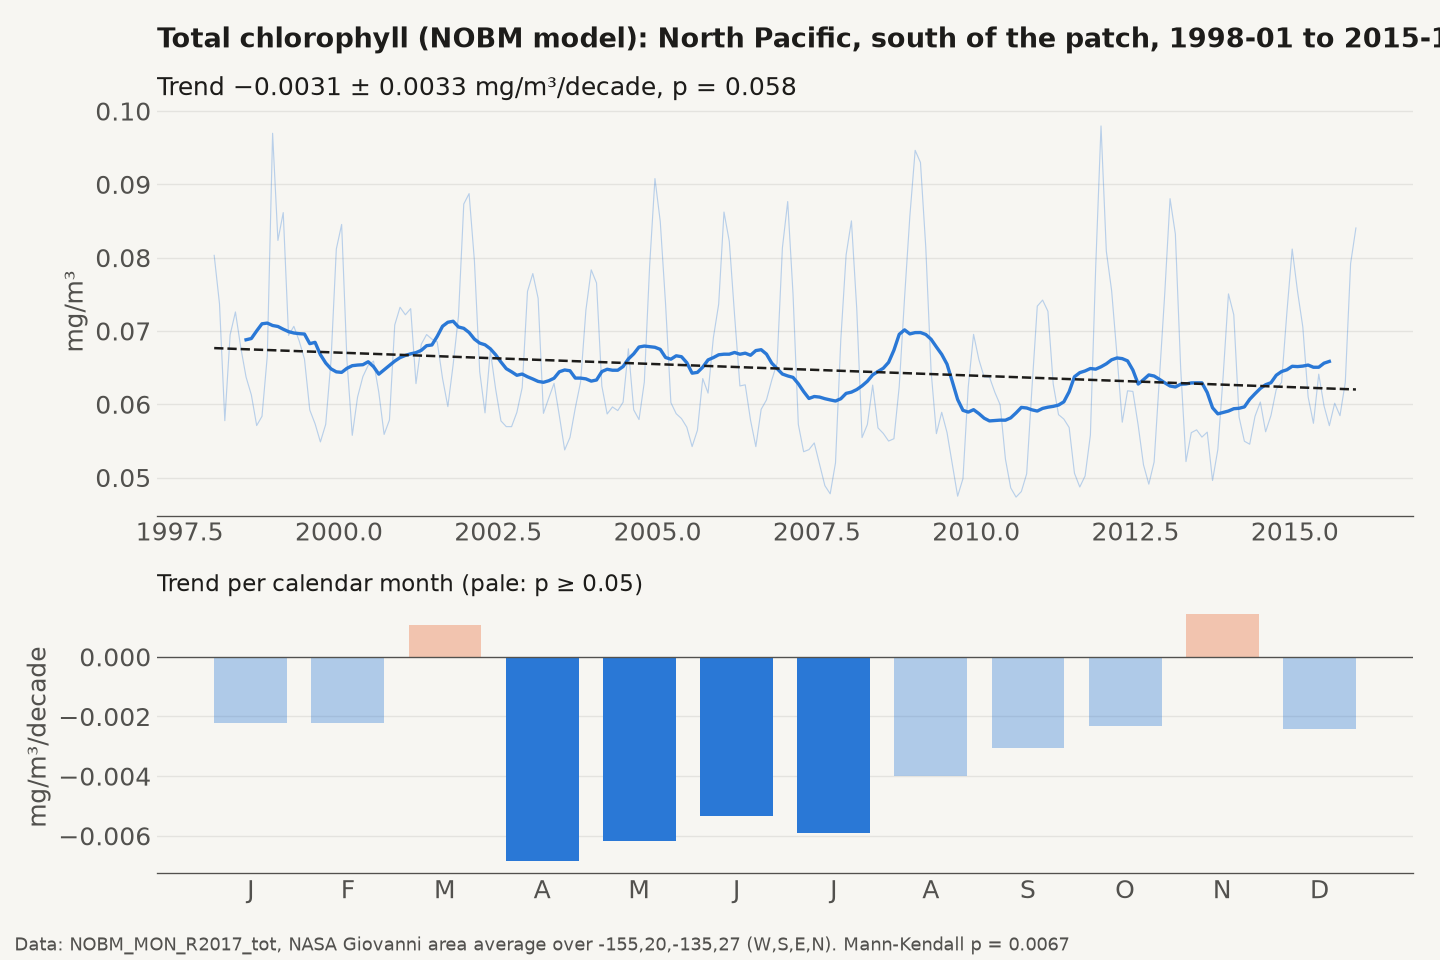 Total chlorophyll (NOBM model): North Pacific, south of the patch, 1998-01 to 2015-1
Trend −0.0031 ± 0.0033 mg/m³/decade, p = 0.058
0.10
0.09
0.08
0.07
0.06
0.05
mg/m³
1997.5 2000.0 2002.5 2005.0 2007.5 2010.0 2012.5 2015.0
Trend per calendar month (pale: p ≥ 0.05)
0.000
−0.002
−0.004
−0.006
mg/m³/decade
J F M A M J J A S O N D
Data: NOBM_MON_R2017_tot, NASA Giovanni area average over -155,20,-135,27 (W,S,E,N). Mann-Kendall p = 0.0067